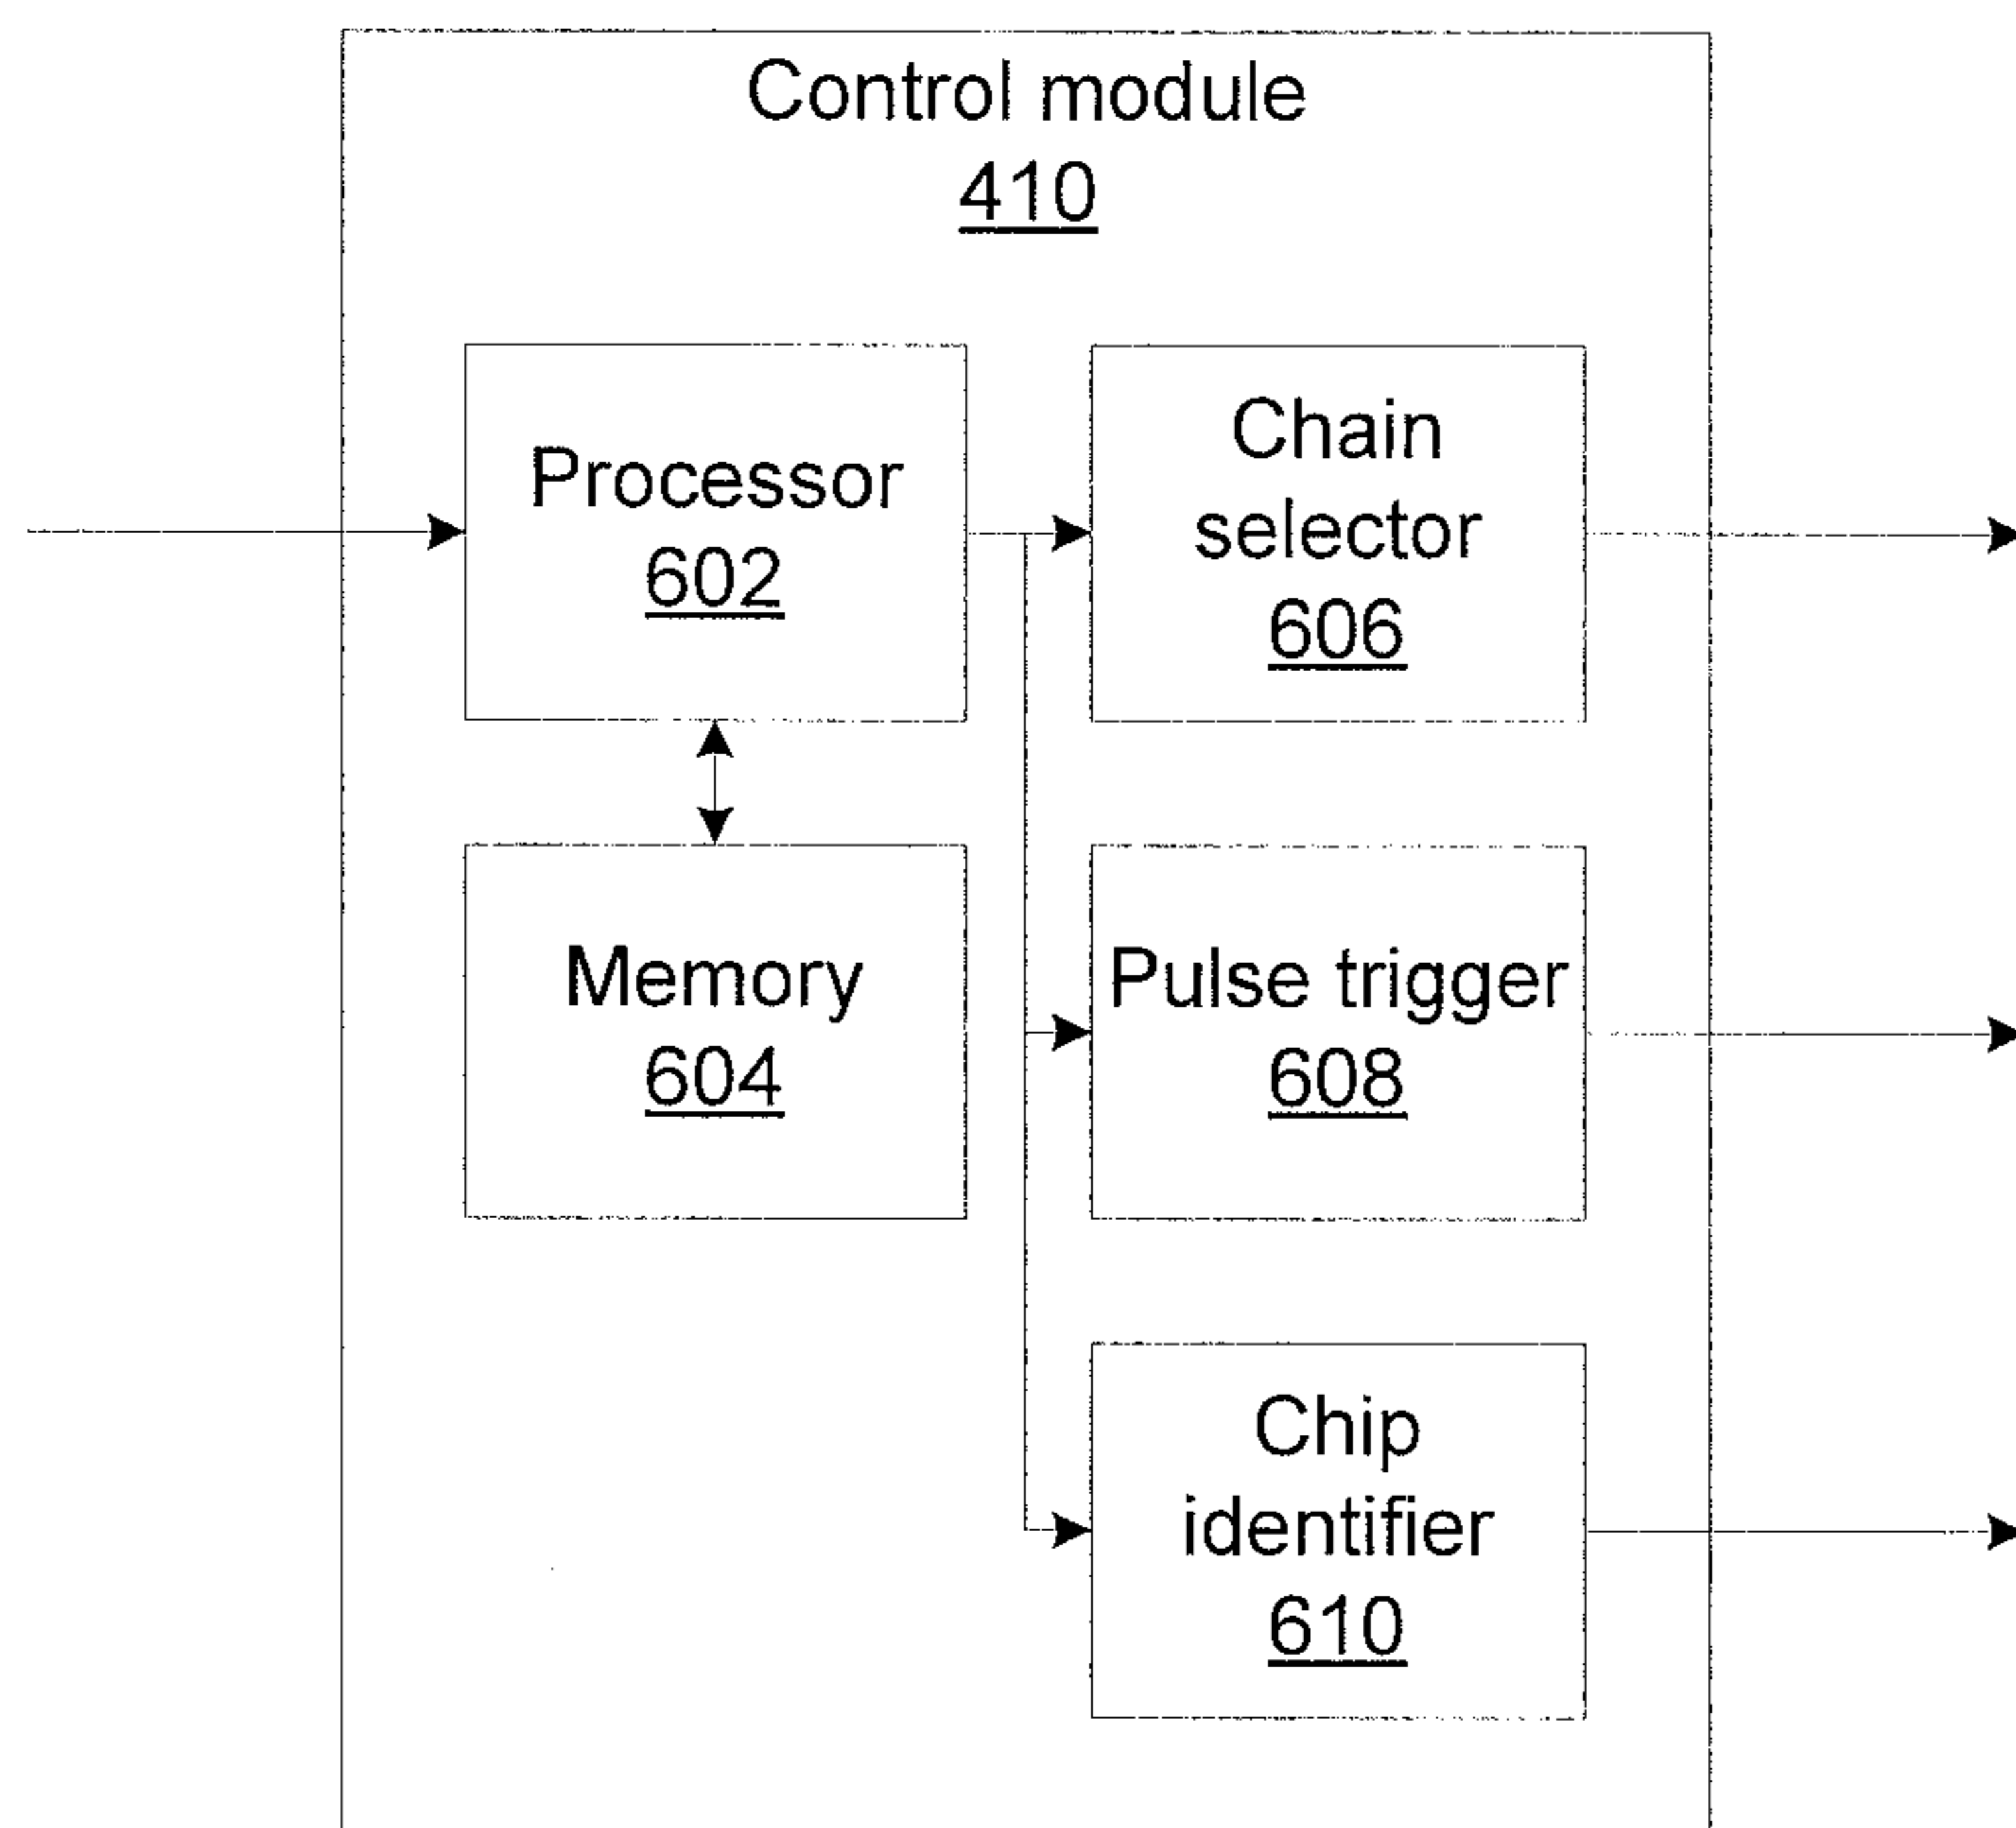 Control module
410
Processor
602
Chain
selector
606
Memory
604
Pulse trigger
608
Chip
identifier
610